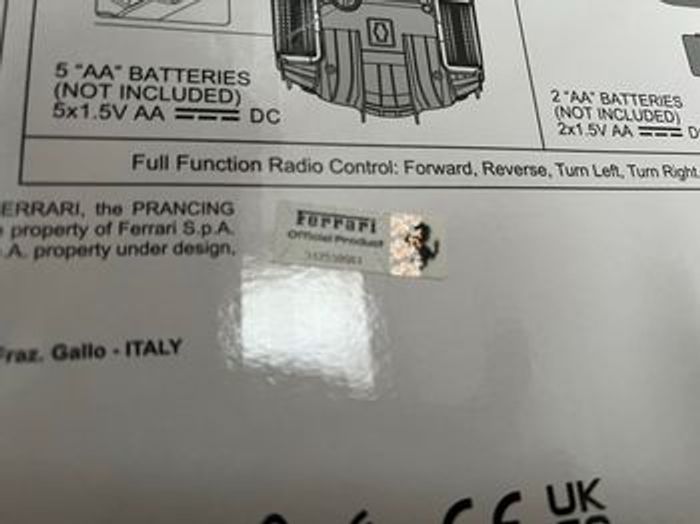 5 "AA" BATTERIES
(NOT INCLUDED)
5x1.5V AA DC
2 "AA" BATTERIES
(NOT INCLUDED)
2x1.5V AA D
Full Function Radio Control: Forward, Reverse, Turn Left, Turn Right.
ERRARI, the PRANCING
property of Ferrari S.p.A.
.A. property under design,
Ferrari
Official Product
Fraz. Gallo - ITALY
CE
UK